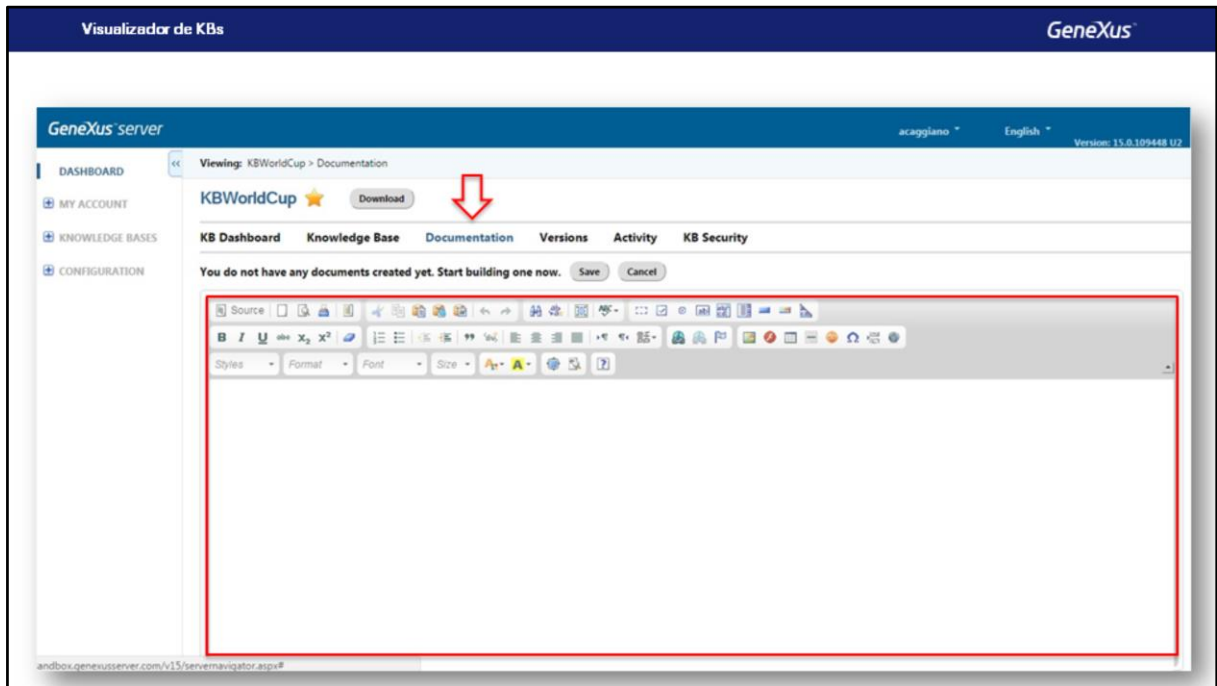 Visualizador de KBs
GeneXus
GeneXus server
acaggiano
English
Version: 15.0.109448 U2
DASHBOARD
Viewing: KBWorldCup > Documentation
MY ACCOUNT
KBWorldCup
Download
KNOWLEDGE BASES
KB Dashboard Knowledge Base Documentation Versions Activity KB Security
CONFIGURATION
You do not have any documents created yet. Start building one now. Save Cancel
Source
B I U abc X₂ X²
Styles Format Font Size A A ?
andbox.genexusserver.com/v15/servernavigator.aspx#